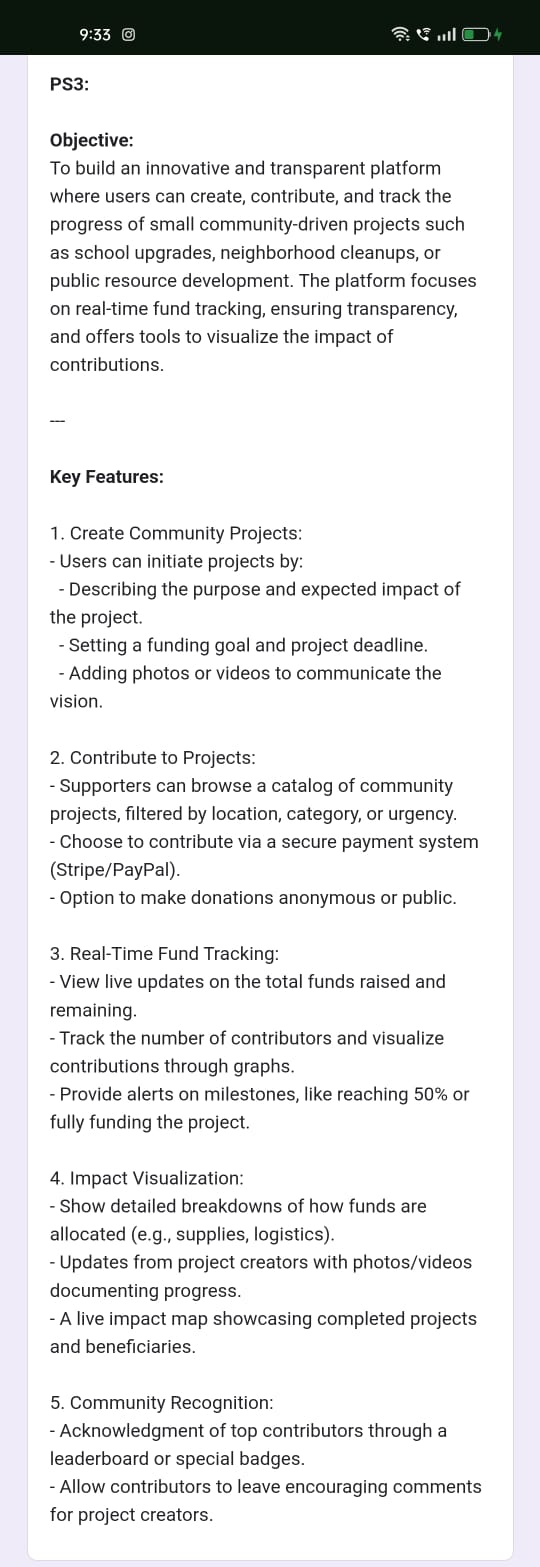 9:33
PS3:
Objective:
To build an innovative and transparent platform
where users can create, contribute, and track the
progress of small community-driven projects such
as school upgrades, neighborhood cleanups, or
public resource development. The platform focuses
on real-time fund tracking, ensuring transparency,
and offers tools to visualize the impact of
contributions.
---
Key Features:
1. Create Community Projects:
- Users can initiate projects by:
- Describing the purpose and expected impact of
the project.
- Setting a funding goal and project deadline.
- Adding photos or videos to communicate the
vision.
2. Contribute to Projects:
- Supporters can browse a catalog of community
projects, filtered by location, category, or urgency.
- Choose to contribute via a secure payment system
(Stripe/PayPal).
- Option to make donations anonymous or public.
3. Real-Time Fund Tracking:
- View live updates on the total funds raised and
remaining.
- Track the number of contributors and visualize
contributions through graphs.
- Provide alerts on milestones, like reaching 50% or
fully funding the project.
4. Impact Visualization:
- Show detailed breakdowns of how funds are
allocated (e.g., supplies, logistics).
- Updates from project creators with photos/videos
documenting progress.
- A live impact map showcasing completed projects
and beneficiaries.
5. Community Recognition:
- Acknowledgment of top contributors through a
leaderboard or special badges.
- Allow contributors to leave encouraging comments
for project creators.